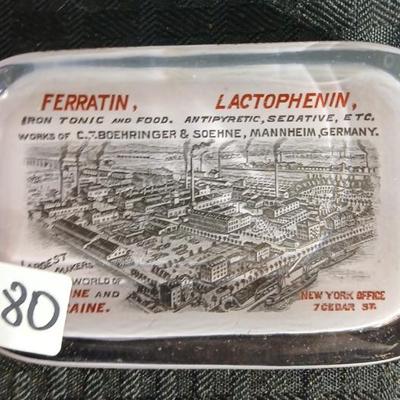 FERRATIN, LACTOPHENIN,
IRON TONIC AND FOOD. ANTIPYRETIC, SEDATIVE, ETC.
WORKS OF C.F. BOEHRINGER & SOEHNE, MANNHEIM, GERMANY.
LARGEST
MAKERS
WORLD OF
NE AND
AINE.
NEW YORK OFFICE
7 CEDAR ST.
80